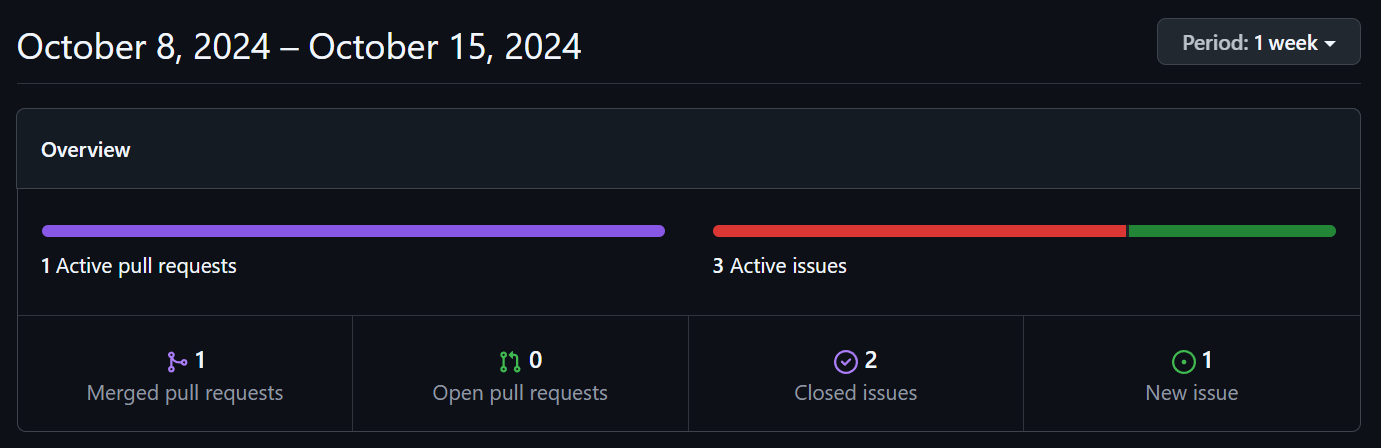 October 8, 2024 – October 15, 2024
Period: 1 week
Overview
1 Active pull requests
3 Active issues
1
Merged pull requests
0
Open pull requests
2
Closed issues
1
New issue